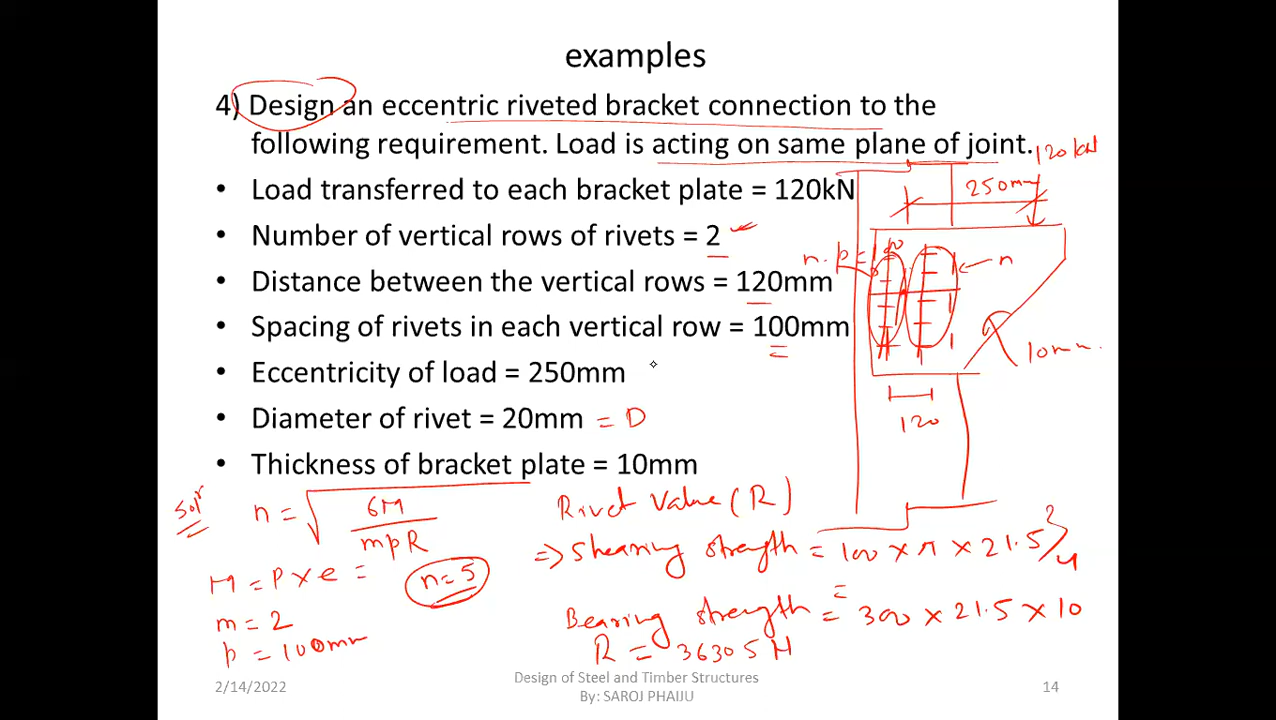 examples
4) Design an eccentric riveted bracket connection to the
following requirement. Load is acting on same plane of joint.
120 kN
• Load transferred to each bracket plate = 120kN
250mm
• Number of vertical rows of rivets = 2
n
• Distance between the vertical rows = 120mm
• Spacing of rivets in each vertical row = 100mm
10mm.
• Eccentricity of load = 250mm
120
• Diameter of rivet = 20mm = D
• Thickness of bracket plate = 10mm
Solⁿ
n = √ 6M / mpR
M = P x e =
n = 5
m = 2
p = 100mm
Rivet Value (R)
=> Shearing strength = 100 x π x 21.5² / 4
Bearing strength = 300 x 21.5 x 10
R = 36305 N
2/14/2022
Design of Steel and Timber Structures
By: SAROJ PHAIJU
14